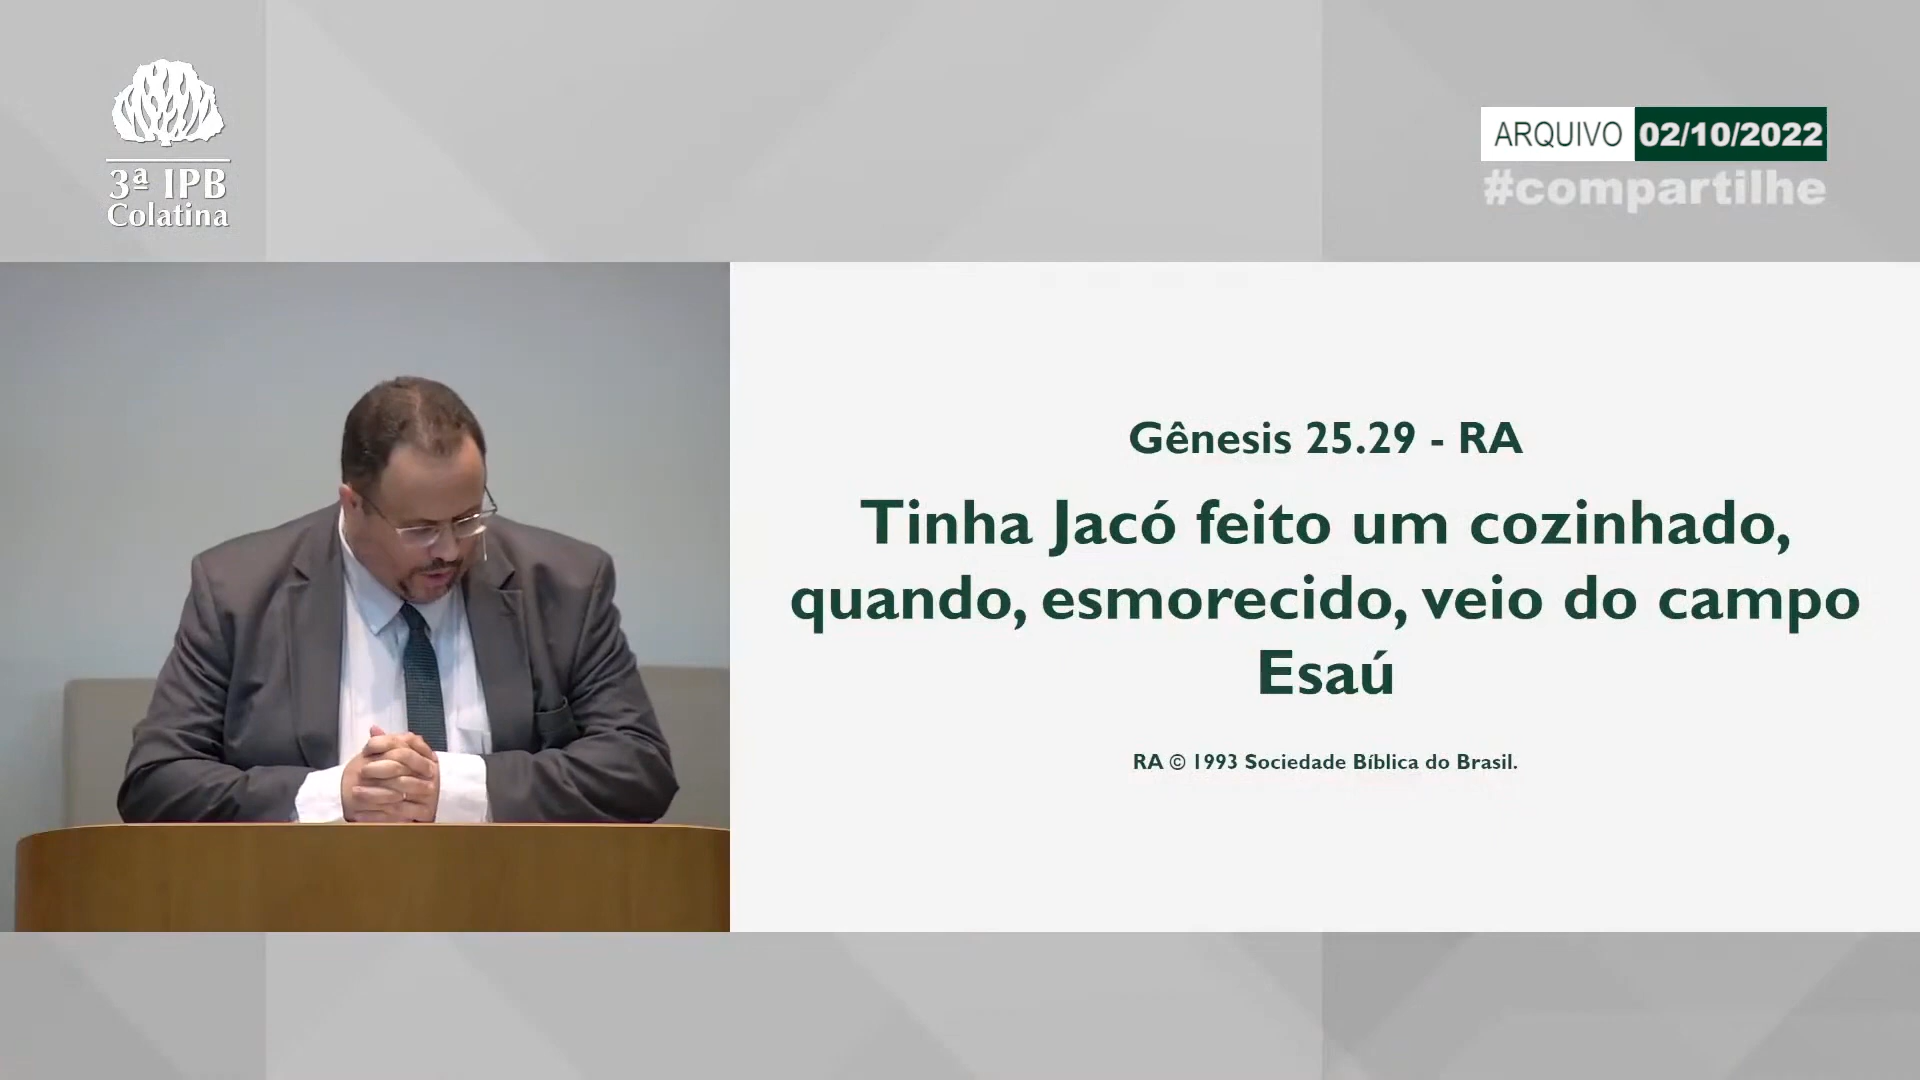 3ª IPB
Colatina
ARQUIVO 02/10/2022
#compartilhe
Gênesis 25.29 - RA
Tinha Jacó feito um cozinhado,
quando, esmorecido, veio do campo
Esaú
RA © 1993 Sociedade Bíblica do Brasil.